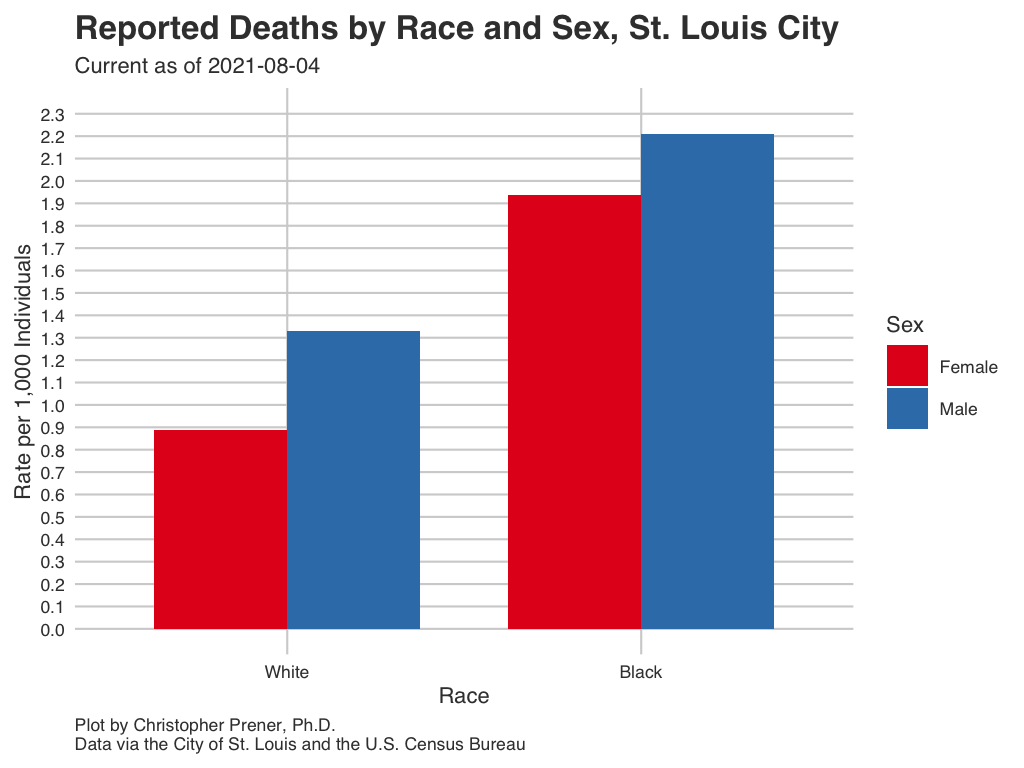 Reported Deaths by Race and Sex, St. Louis City
Current as of 2021-08-04
Rate per 1,000 Individuals
2.3
2.2
2.1
2.0
1.9
1.8
1.7
1.6
1.5
1.4
1.3
1.2
1.1
1.0
0.9
0.8
0.7
0.6
0.5
0.4
0.3
0.2
0.1
0.0
White
Black
Race
Sex
Female
Male
Plot by Christopher Prener, Ph.D.
Data via the City of St. Louis and the U.S. Census Bureau